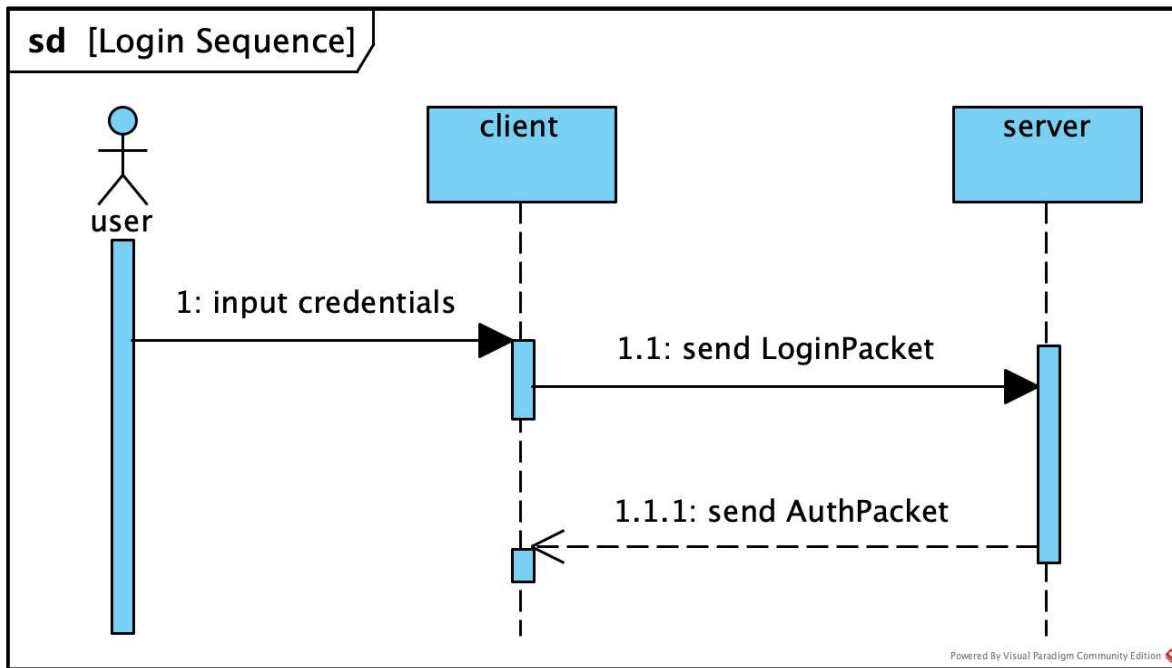 sd [Login Sequence]
client
server
user
1: input credentials
1.1: send LoginPacket
1.1.1: send AuthPacket
Powered By Visual Paradigm Community Edition